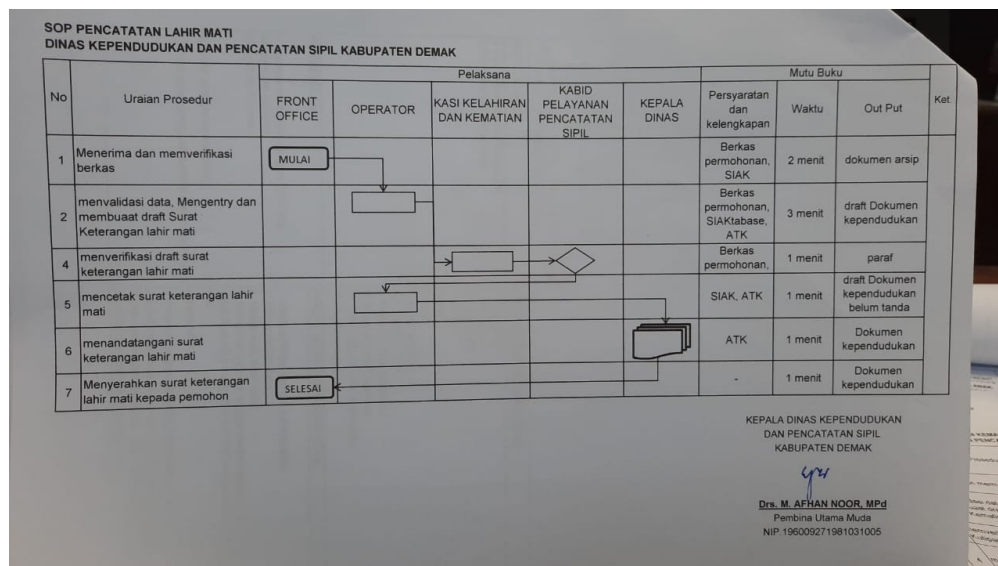 SOP PENCATATAN LAHIR MATI
DINAS KEPENDUDUKAN DAN PENCATATAN SIPIL KABUPATEN DEMAK
No
Uraian Prosedur
Pelaksana
Mutu Buku
Ket.
FRONT
OFFICE
OPERATOR
KASI KELAHIRAN
DAN KEMATIAN
KABID
PELAYANAN
PENCATATAN
SIPIL
KEPALA
DINAS
Persyaratan
dan
kelengkapan
Waktu
Out Put
1
Menerima dan memverifikasi
berkas
MULAI
Berkas
permohonan,
SIAK
2 menit
dokumen arsip
2
menvalidasi data, Mengentry dan
membuaat draft Surat
Keterangan lahir mati
Berkas
permohonan,
SIAKtabase,
ATK
3 menit
draft Dokumen
kependudukan
4
menverifikasi draft surat
keterangan lahir mati
Berkas
permohonan,
1 menit
paraf
5
mencetak surat keterangan lahir
mati
SIAK, ATK
1 menit
draft Dokumen
kependudukan
belum tanda
6
menandatangani surat
keterangan lahir mati
ATK
1 menit
Dokumen
kependudukan
7
Menyerahkan surat keterangan
lahir mati kepada pemohon
SELESAI
-
1 menit
Dokumen
kependudukan
KEPALA DINAS KEPENDUDUKAN
DAN PENCATATAN SIPIL
KABUPATEN DEMAK
Drs. M. AFHAN NOOR, MPd
Pembina Utama Muda
NIP.196009271981031005